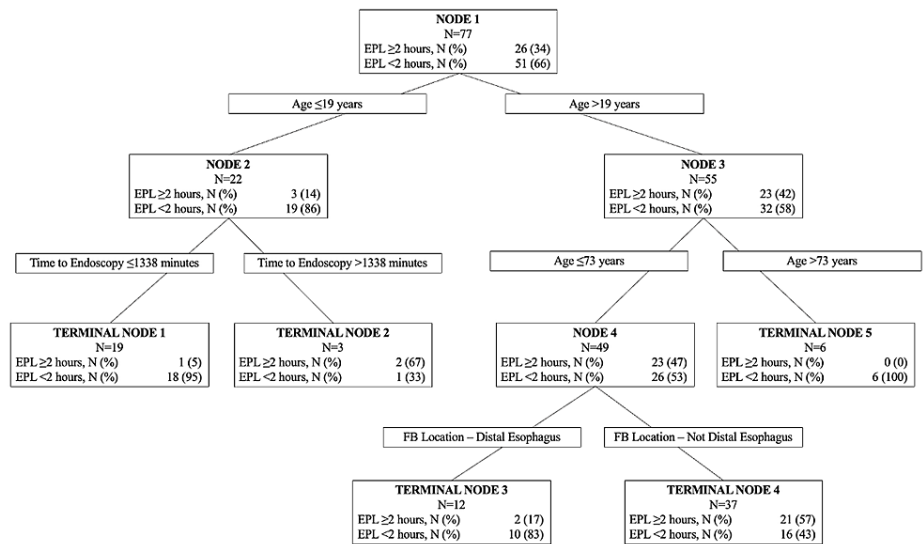 NODE 1
N=77
EPL ≥2 hours, N (%) 26 (34)
EPL <2 hours, N (%) 51 (66)
Age ≤19 years
Age >19 years
NODE 2
N=22
EPL ≥2 hours, N (%) 3 (14)
EPL <2 hours, N (%) 19 (86)
NODE 3
N=55
EPL ≥2 hours, N (%) 23 (42)
EPL <2 hours, N (%) 32 (58)
Time to Endoscopy ≤1338 minutes
Time to Endoscopy >1338 minutes
Age ≤73 years
Age >73 years
TERMINAL NODE 1
N=19
EPL ≥2 hours, N (%) 1 (5)
EPL <2 hours, N (%) 18 (95)
TERMINAL NODE 2
N=3
EPL ≥2 hours, N (%) 2 (67)
EPL <2 hours, N (%) 1 (33)
NODE 4
N=49
EPL ≥2 hours, N (%) 23 (47)
EPL <2 hours, N (%) 26 (53)
TERMINAL NODE 5
N=6
EPL ≥2 hours, N (%) 0 (0)
EPL <2 hours, N (%) 6 (100)
FB Location – Distal Esophagus
FB Location – Not Distal Esophagus
TERMINAL NODE 3
N=12
EPL ≥2 hours, N (%) 2 (17)
EPL <2 hours, N (%) 10 (83)
TERMINAL NODE 4
N=37
EPL ≥2 hours, N (%) 21 (57)
EPL <2 hours, N (%) 16 (43)